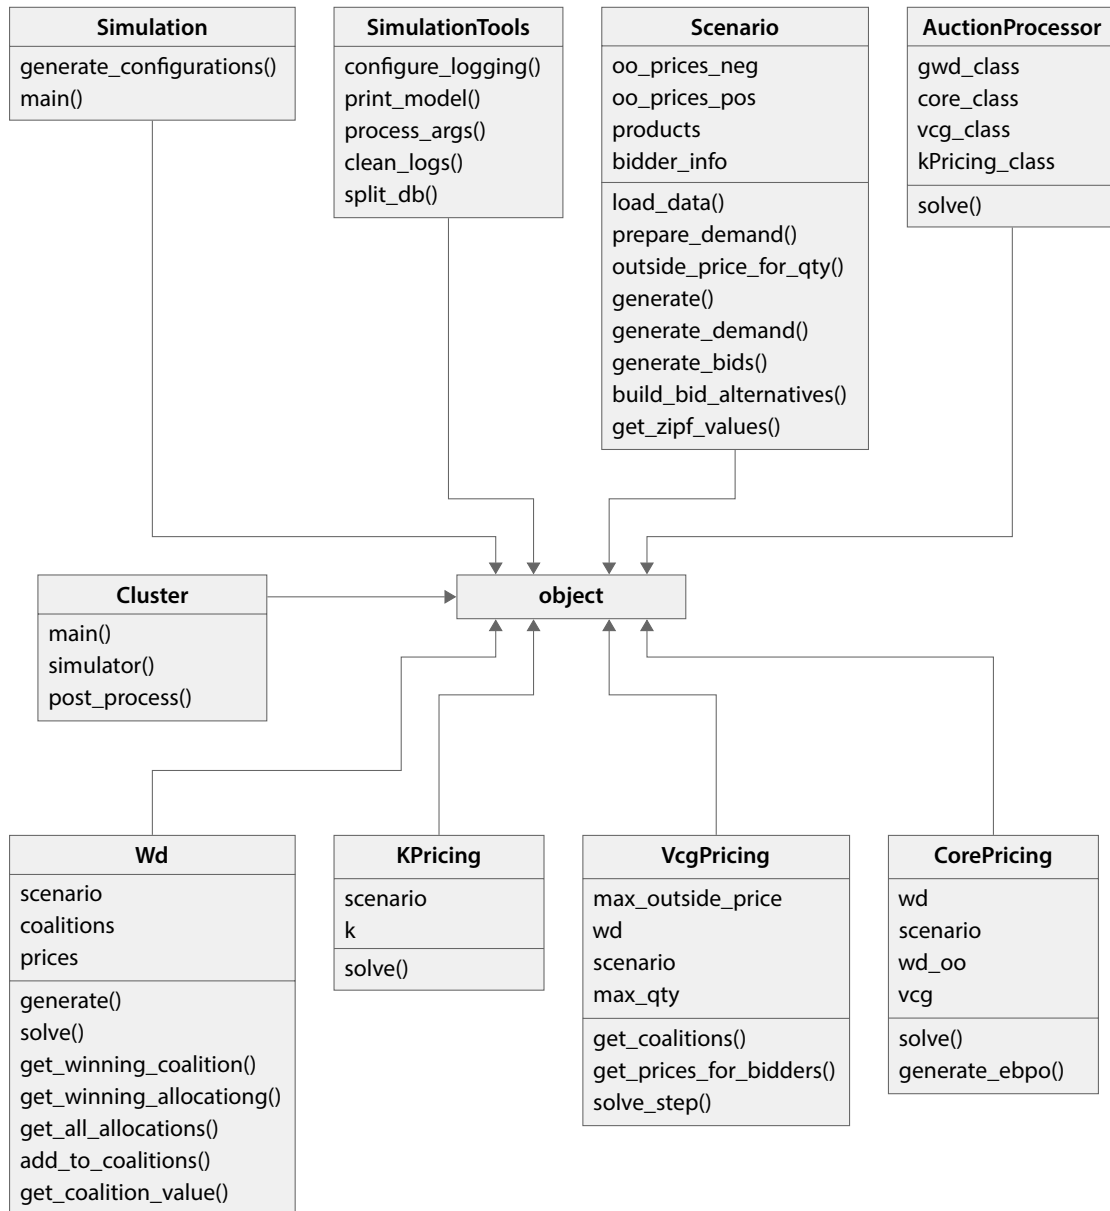 Simulation
generate_configurations()
main()
SimulationTools
configure_logging()
print_model()
process_args()
clean_logs()
split_db()
Scenario
oo_prices_neg
oo_prices_pos
products
bidder_info
load_data()
prepare_demand()
outside_price_for_qty()
generate()
generate_demand()
generate_bids()
build_bid_alternatives()
get_zipf_values()
AuctionProcessor
gwd_class
core_class
vcg_class
kPricing_class
solve()
Cluster
main()
simulator()
post_process()
object
Wd
scenario
coalitions
prices
generate()
solve()
get_winning_coalition()
get_winning_allocationg()
get_all_allocations()
add_to_coalitions()
get_coalition_value()
KPricing
scenario
k
solve()
VcgPricing
max_outside_price
wd
scenario
max_qty
get_coalitions()
get_prices_for_bidders()
solve_step()
CorePricing
wd
scenario
wd_oo
vcg
solve()
generate_ebpo()